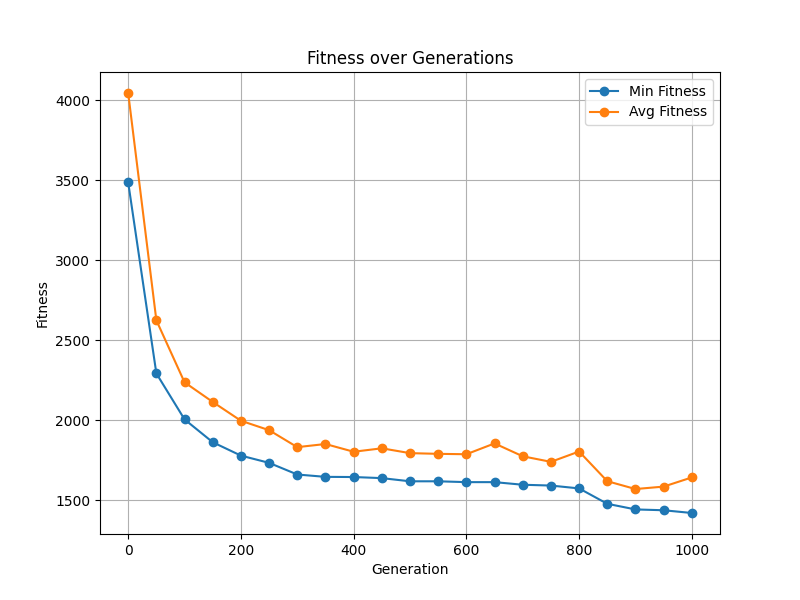 Fitness over Generations
Min Fitness
Avg Fitness
4000
3500
3000
2500
2000
1500
Fitness
0 200 400 600 800 1000
Generation